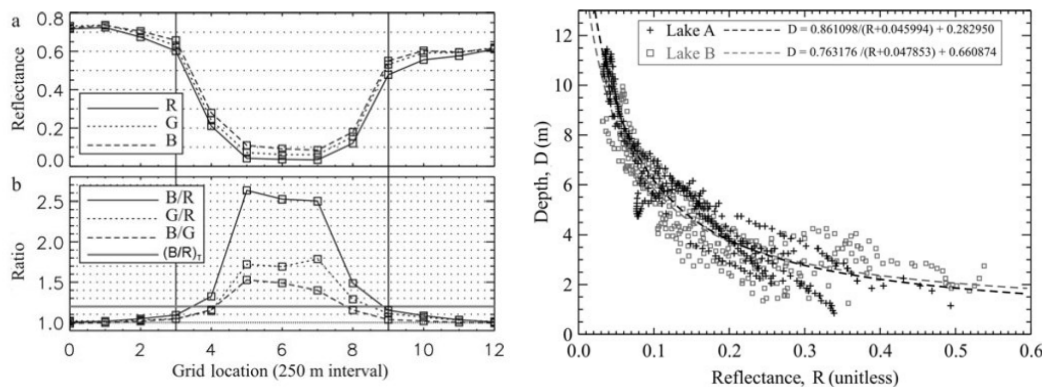 a
0.8
0.6
0.4
0.2
0.0
Reflectance
R
G
B
b
2.5
2.0
1.5
1.0
Ratio
B/R
G/R
B/G
(B/R)T
0 2 4 6 8 10 12
Grid location (250 m interval)
Lake A D = 0.861098/(R+0.045994) + 0.282950
Lake B D = 0.763176 /(R+0.047853) + 0.660874
12
10
8
6
4
2
0
Depth, D (m)
0.0 0.1 0.2 0.3 0.4 0.5 0.6
Reflectance, R (unitless)